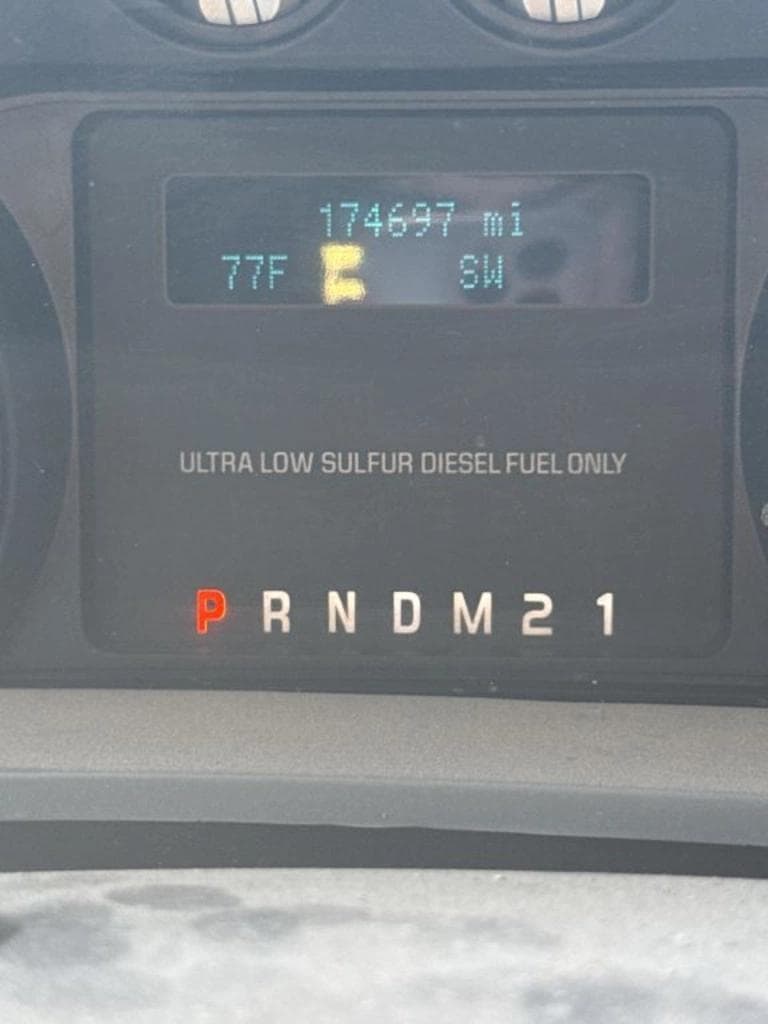 174697 mi
77F SW
ULTRA LOW SULFUR DIESEL FUEL ONLY
P R N D M 2 1